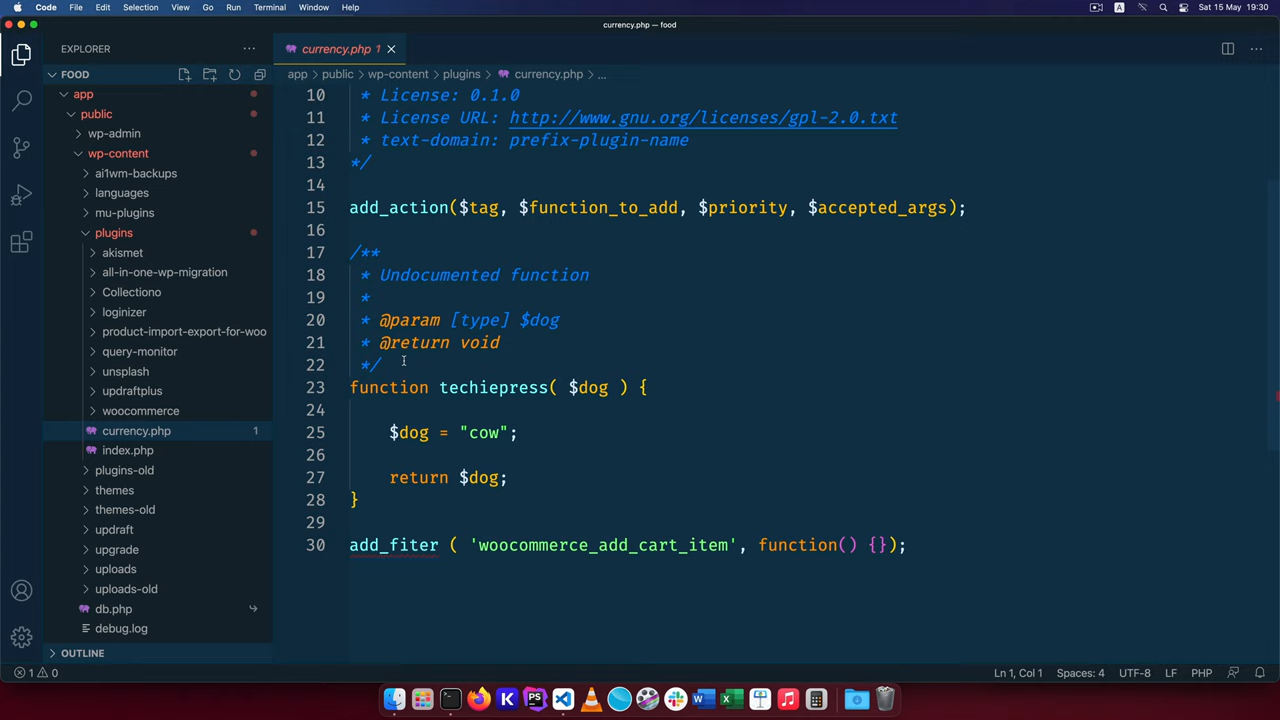 Code File Edit Selection View Go Run Terminal Window Help A Sat 15 May 19:30
currency.php — food
EXPLORER ···
currency.php 1
FOOD
app
public
wp-admin
wp-content
ai1wm-backups
languages
mu-plugins
plugins
akismet
all-in-one-wp-migration
Collectiono
loginizer
product-import-export-for-woo
query-monitor
unsplash
updraftplus
woocommerce
currency.php 1
index.php
plugins-old
themes
themes-old
updraft
upgrade
uploads
uploads-old
db.php
debug.log
OUTLINE
app > public > wp-content > plugins > currency.php > ...
10 * License: 0.1.0
11 * License URL: http://www.gnu.org/licenses/gpl-2.0.txt
12 * text-domain: prefix-plugin-name
13 */
14
15 add_action($tag, $function_to_add, $priority, $accepted_args);
16
17 /**
18 * Undocumented function
19 *
20 * @param [type] $dog
21 * @return void
22 */
23 function techiepress( $dog ) {
24
25 $dog = "cow";
26
27 return $dog;
28 }
29
30 add_fiter ( 'woocommerce_add_cart_item', function() {});
1 0 Ln 1, Col 1 Spaces: 4 UTF-8 LF PHP
K PS W X